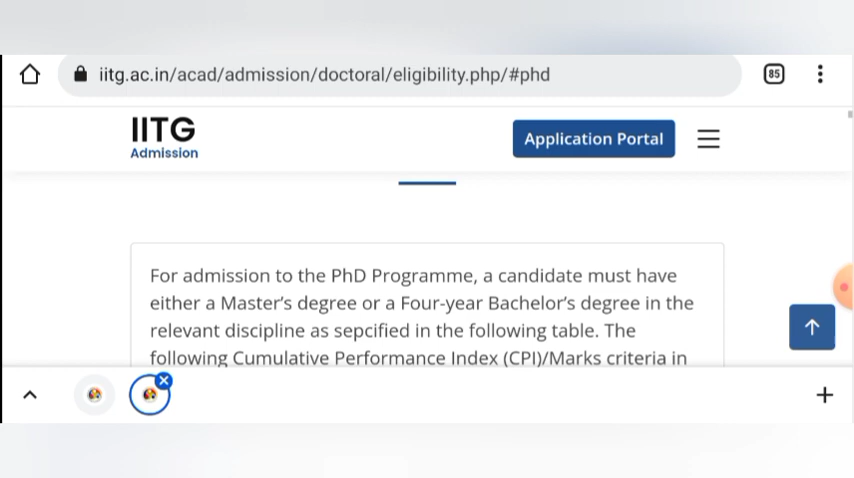 iitg.ac.in/acad/admission/doctoral/eligibility.php/#phd
85
IITG
Admission
Application Portal
For admission to the PhD Programme, a candidate must have
either a Master’s degree or a Four-year Bachelor’s degree in the
relevant discipline as sepcified in the following table. The
following Cumulative Performance Index (CPI)/Marks criteria in